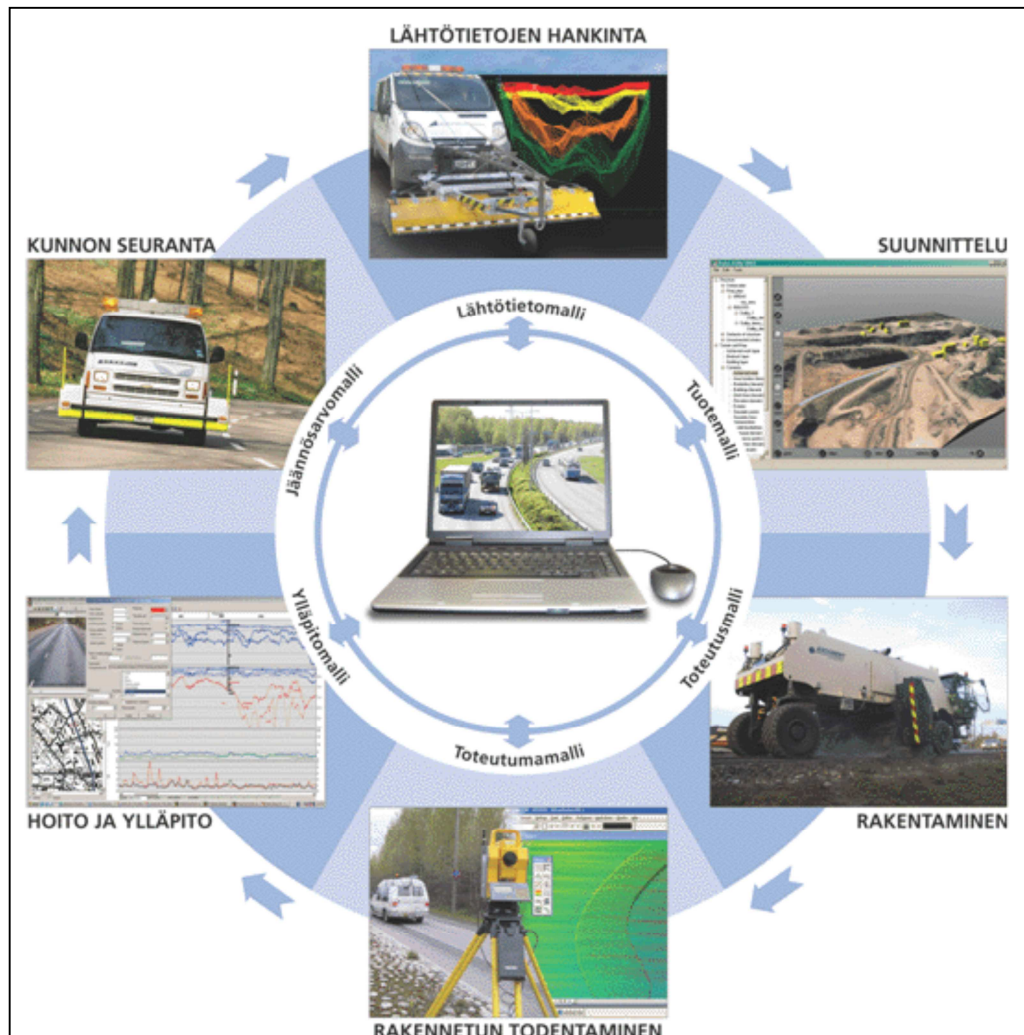 LÄHTÖTIETOJEN HANKINTA
KUNNON SEURANTA
SUUNNITTELU
Lähtötietomalli
Jäännösarvomalli
Tuotemalli
Ylläpitomalli
Toteutusmalli
Toteutumamalli
HOITO JA YLLÄPITO
RAKENTAMINEN
RAKENNETUN TODENTAMINEN